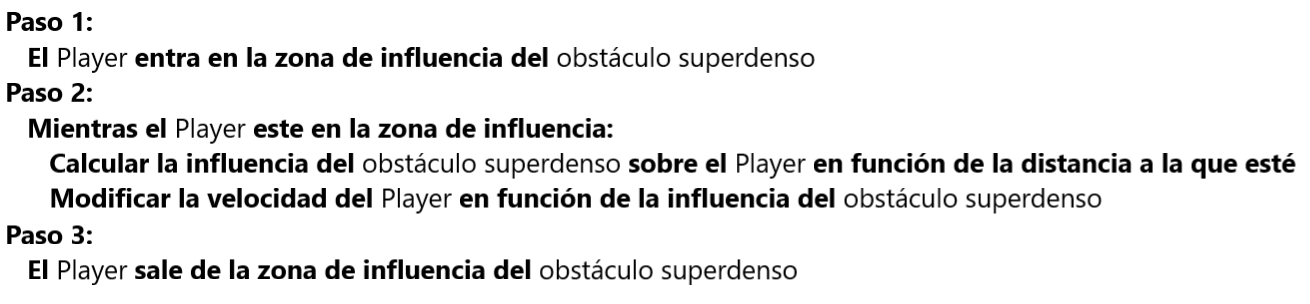 Paso 1:
El Player entra en la zona de influencia del obstáculo superdenso
Paso 2:
Mientras el Player este en la zona de influencia:
Calcular la influencia del obstáculo superdenso sobre el Player en función de la distancia a la que esté
Modificar la velocidad del Player en función de la influencia del obstáculo superdenso
Paso 3:
El Player sale de la zona de influencia del obstáculo superdenso